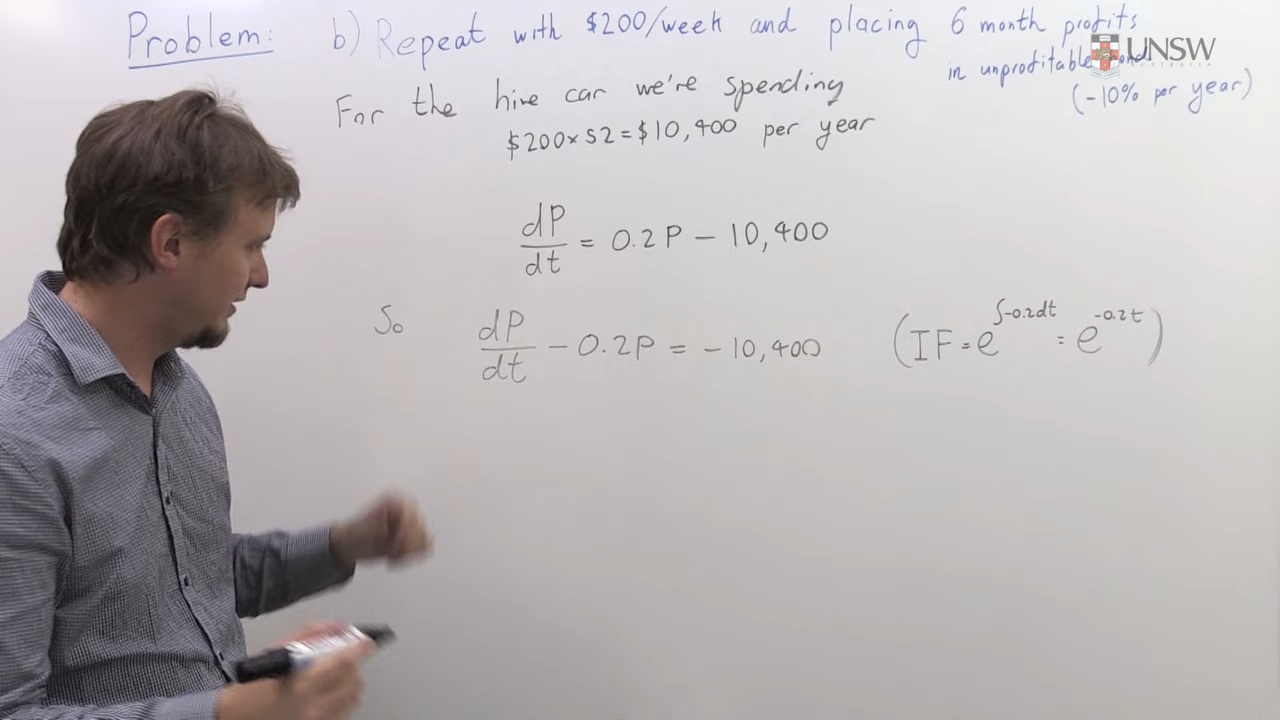 Problem: b) Repeat with $200/week and placing 6 month profits
in unprofitable
(-10% per year)
UNSW
AUSTRALIA
For the hire car we're spending
$200×52=$10,400 per year
dP/dt = 0.2P - 10,400
So dP/dt - 0.2P = -10,400 (IF = e^∫-0.2dt = e^-0.2t)